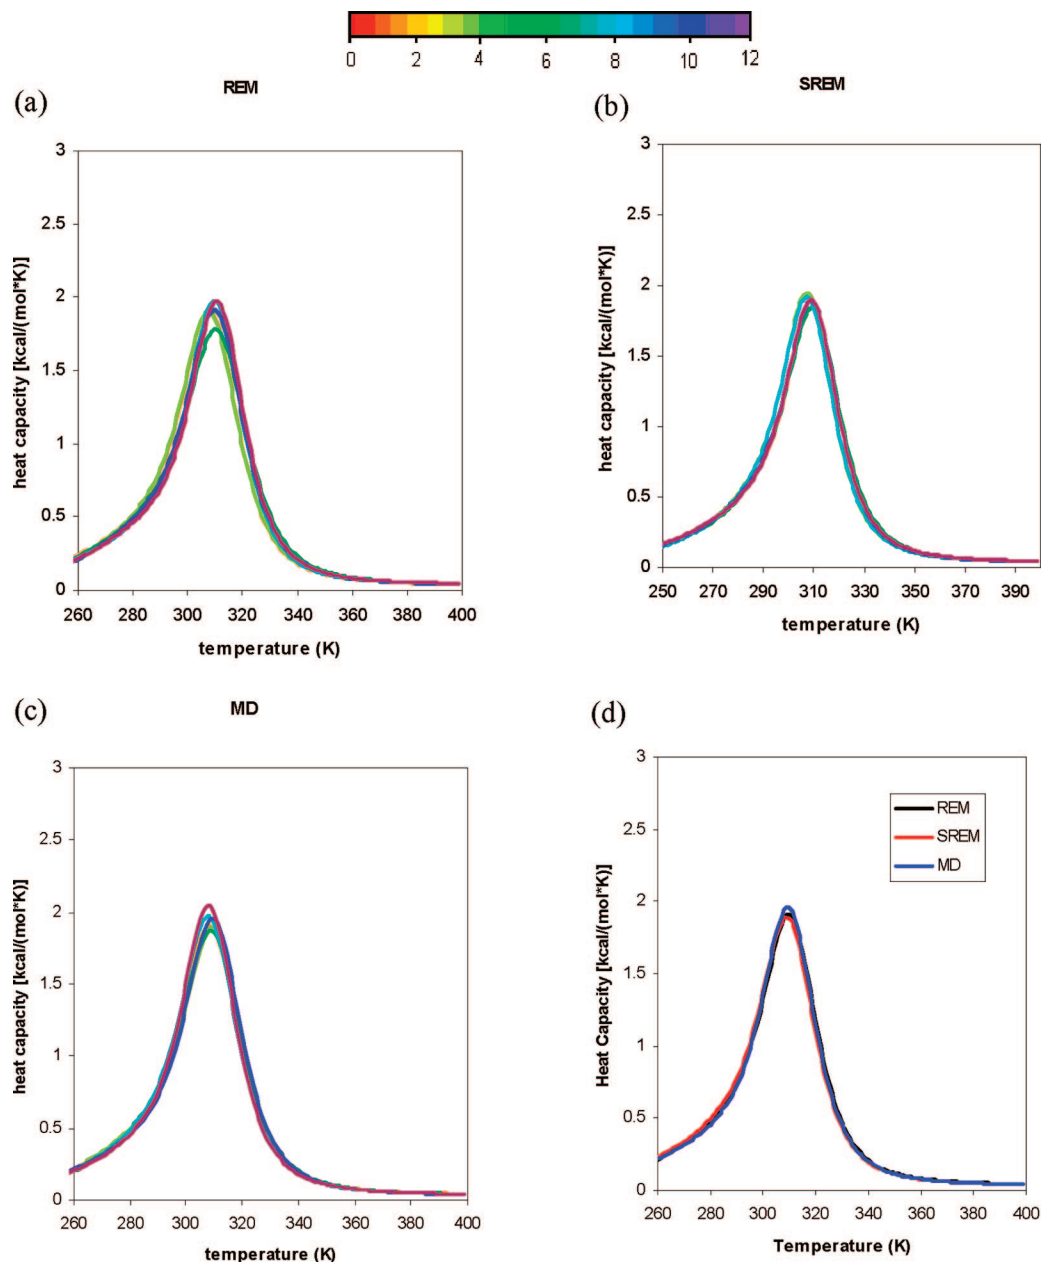 0 2 4 6 8 10 12
REM
(a)
3
2.5
2
1.5
1
0.5
0
heat capacity [kcal/(mol*K)]
260 280 300 320 340 360 380 400
temperature (K)
SREM
(b)
3
2.5
2
1.5
1
0.5
0
heat capacity [kcal/(mol*K)]
250 270 290 310 330 350 370 390
temperature (K)
MD
(c)
3
2.5
2
1.5
1
0.5
0
heat capacity [kcal/(mol*K)]
260 280 300 320 340 360 380 400
temperature (K)
(d)
3
2.5
2
1.5
1
0.5
0
Heat Capacity [kcal/(mol*K)]
REM
SREM
MD
260 280 300 320 340 360 380 400
Temperature (K)